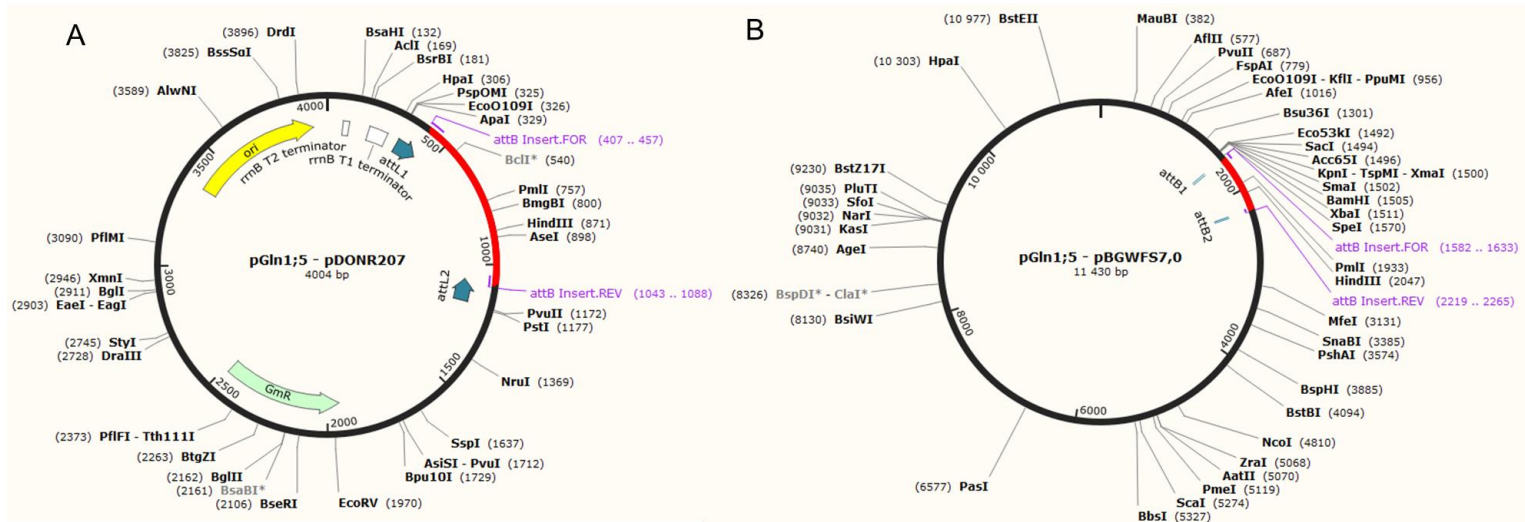 A
(3896) DrdI
(3825) BssSαI
(3589) AlwNI
BsaHI (132)
AclI (169)
BsrBI (181)
HpaI (306)
PspOMI (325)
EcoO109I (326)
ApaI (329)
attB Insert.FOR (407 .. 457)
BclI* (540)
PmlI (757)
BmgBI (800)
HindIII (871)
AseI (898)
attB Insert.REV (1043 .. 1088)
PvuII (1172)
PstI (1177)
NruI (1369)
SspI (1637)
AsiSI - PvuI (1712)
Bpu10I (1729)
EcoRV (1970)
(2106) BseRI
(2161) BsaBI*
(2162) BglII
(2263) BtgZI
(2373) PflFI - Tth111I
(2728) DraIII
(2745) StyI
(2903) EaeI - EagI
(2911) BglI
(2946) XmnI
(3090) PflMI
4000
500
1000
1500
2000
2500
3000
3500
ori
rrnB T2 terminator
rrnB T1 terminator
attL1
attL2
GmR
pGln1;5 - pDONR207
4004 bp
B
(10 977) BstEII
(10 303) HpaI
(9230) BstZ17I
(9035) PluTI
(9033) SfoI
(9032) NarI
(9031) KasI
(8740) AgeI
(8326) BspDI* - ClaI*
(8130) BsiWI
(6577) PasI
MauBI (382)
AflII (577)
PvuII (687)
FspAI (779)
EcoO109I - KflI - PpuMI (956)
AfeI (1016)
Bsu36I (1301)
Eco53kI (1492)
SacI (1494)
Acc65I (1496)
KpnI - TspMI - XmaI (1500)
SmaI (1502)
BamHI (1505)
XbaI (1511)
SpeI (1570)
attB Insert.FOR (1582 .. 1633)
PmlI (1933)
HindIII (2047)
attB Insert.REV (2219 .. 2265)
MfeI (3131)
SnaBI (3385)
PshAI (3574)
BspHI (3885)
BstBI (4094)
NcoI (4810)
ZraI (5068)
AatII (5070)
PmeI (5119)
ScaI (5274)
BbsI (5327)
2000
4000
6000
8000
10 000
attB1
attB2
pGln1;5 - pBGWFS7,0
11 430 bp